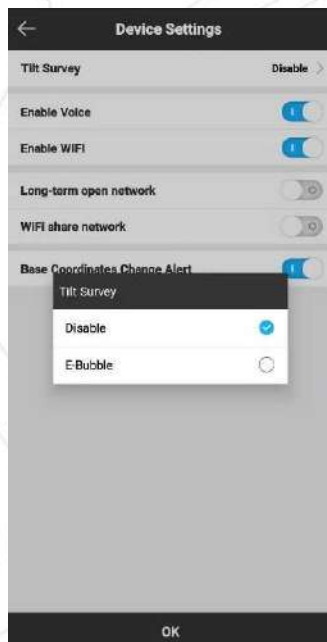 Device Settings
Tilt Survey Disable
Enable Voice
Enable WIFI
Long-term open network
WiFi share network
Base Coordinates Change Alert
Tilt Survey
Disable
E-Bubble
OK